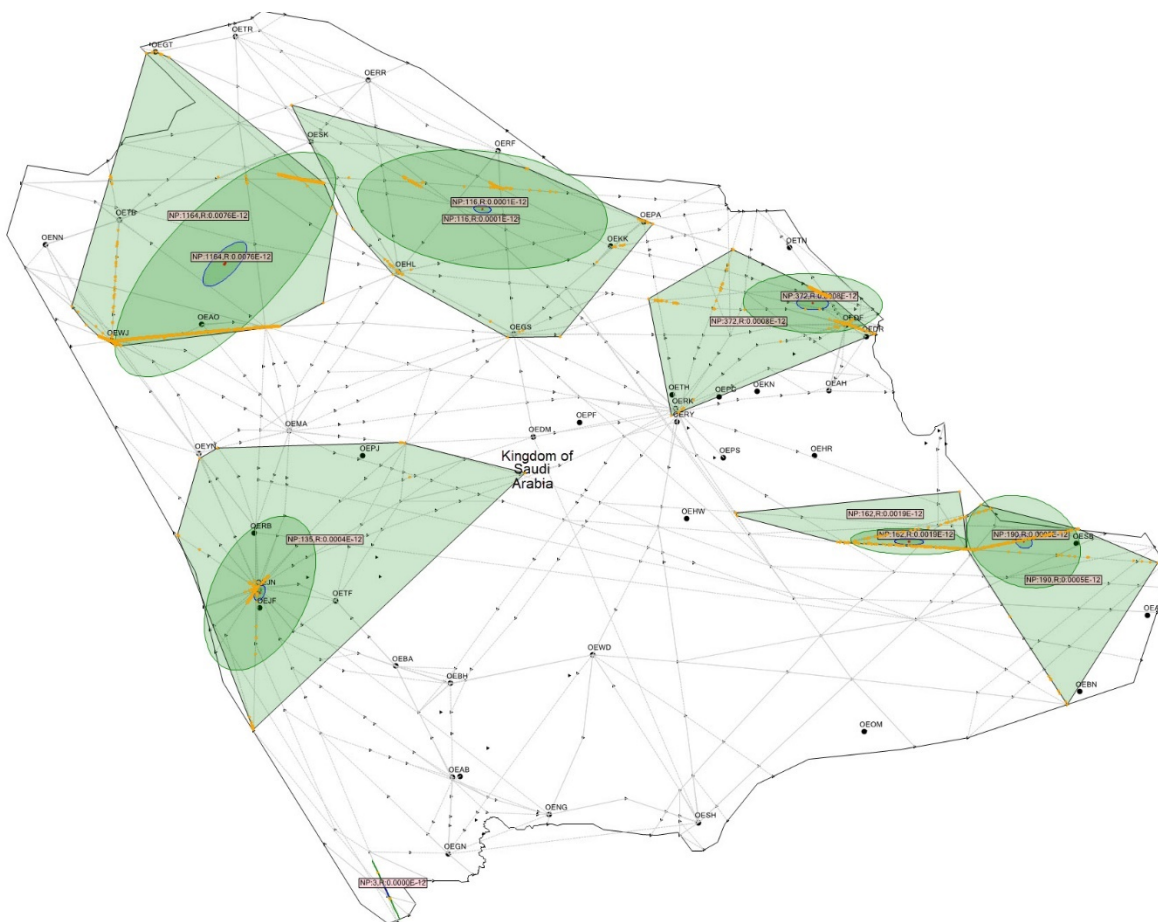 OETR
OEGT
OERR
OESK
OERF
NP:116,R:0.0001E-12
NP:1164,R:0.0076E-12
OETB
NP:116,R:0.0001E-12
OEPA
OENN
OEKK
OETN
NP:1164,R:0.0076E-12
OEHL
NP:372,R:0.0008E-12
OEAO
NP:372,R:0.0008E-12
OEWJ
OEGS
OEDR
OETH
OEKN
OEAH
OERK
OEPF
OERY
OEMA
OEDM
OEYN
OEPJ
Kingdom of
Saudi
Arabia
OEPS
OEHR
NP:162,R:0.0019E-12
OEHW
OERB
NP:135,R:0.0004E-12
NP:162,R:0.0019E-12
OESB
NP:190,R:0.0005E-12
OETF
OEJF
OEWD
OEBA
OEBH
OEBN
OEOM
OEAB
OENG
OESH
OEGN
NP:3,R:0.0000E-12